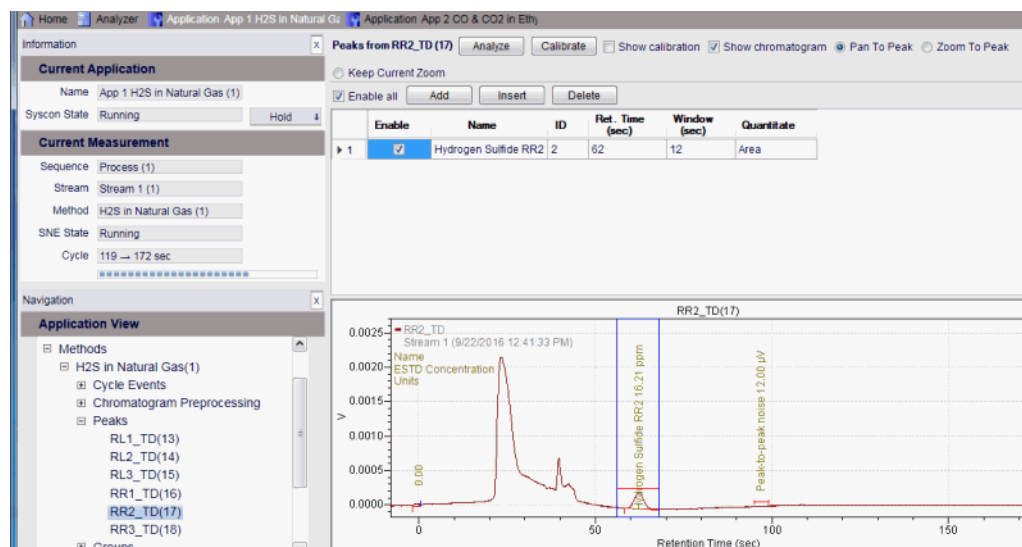 Home Analyzer Application App 1 H2S in Natural Ga Application App 2 CO & CO2 in Ethy
Information x
Current Application
Name App 1 H2S in Natural Gas (1)
Syscon State Running Hold
Current Measurement
Sequence Process (1)
Stream Stream 1 (1)
Method H2S in Natural Gas (1)
SNE State Running
Cycle 119 → 172 sec
Navigation x
Application View
Methods
H2S in Natural Gas(1)
Cycle Events
Chromatogram Preprocessing
Peaks
RL1_TD(13)
RL2_TD(14)
RL3_TD(15)
RR1_TD(16)
RR2_TD(17)
RR3_TD(18)
Groups
Peaks from RR2_TD (17) Analyze Calibrate Show calibration Show chromatogram Pan To Peak Zoom To Peak
Keep Current Zoom
Enable all Add Insert Delete
Enable Name ID Ret. Time (sec) Window (sec) Quantitate
1 Hydrogen Sulfide RR2 2 62 12 Area
RR2_TD(17)
RR2_TD
Stream 1 (9/22/2016 12:41:33 PM)
Name
ESTD Concentration
Units
0.0025
0.0020
0.0015
0.0010
0.0005
0.0000
V
0.00
Hydrogen Sulfide RR2 16.21 ppm
Peak-to-peak noise 12.00 µV
0 50 100 150
Retention Time (sec)